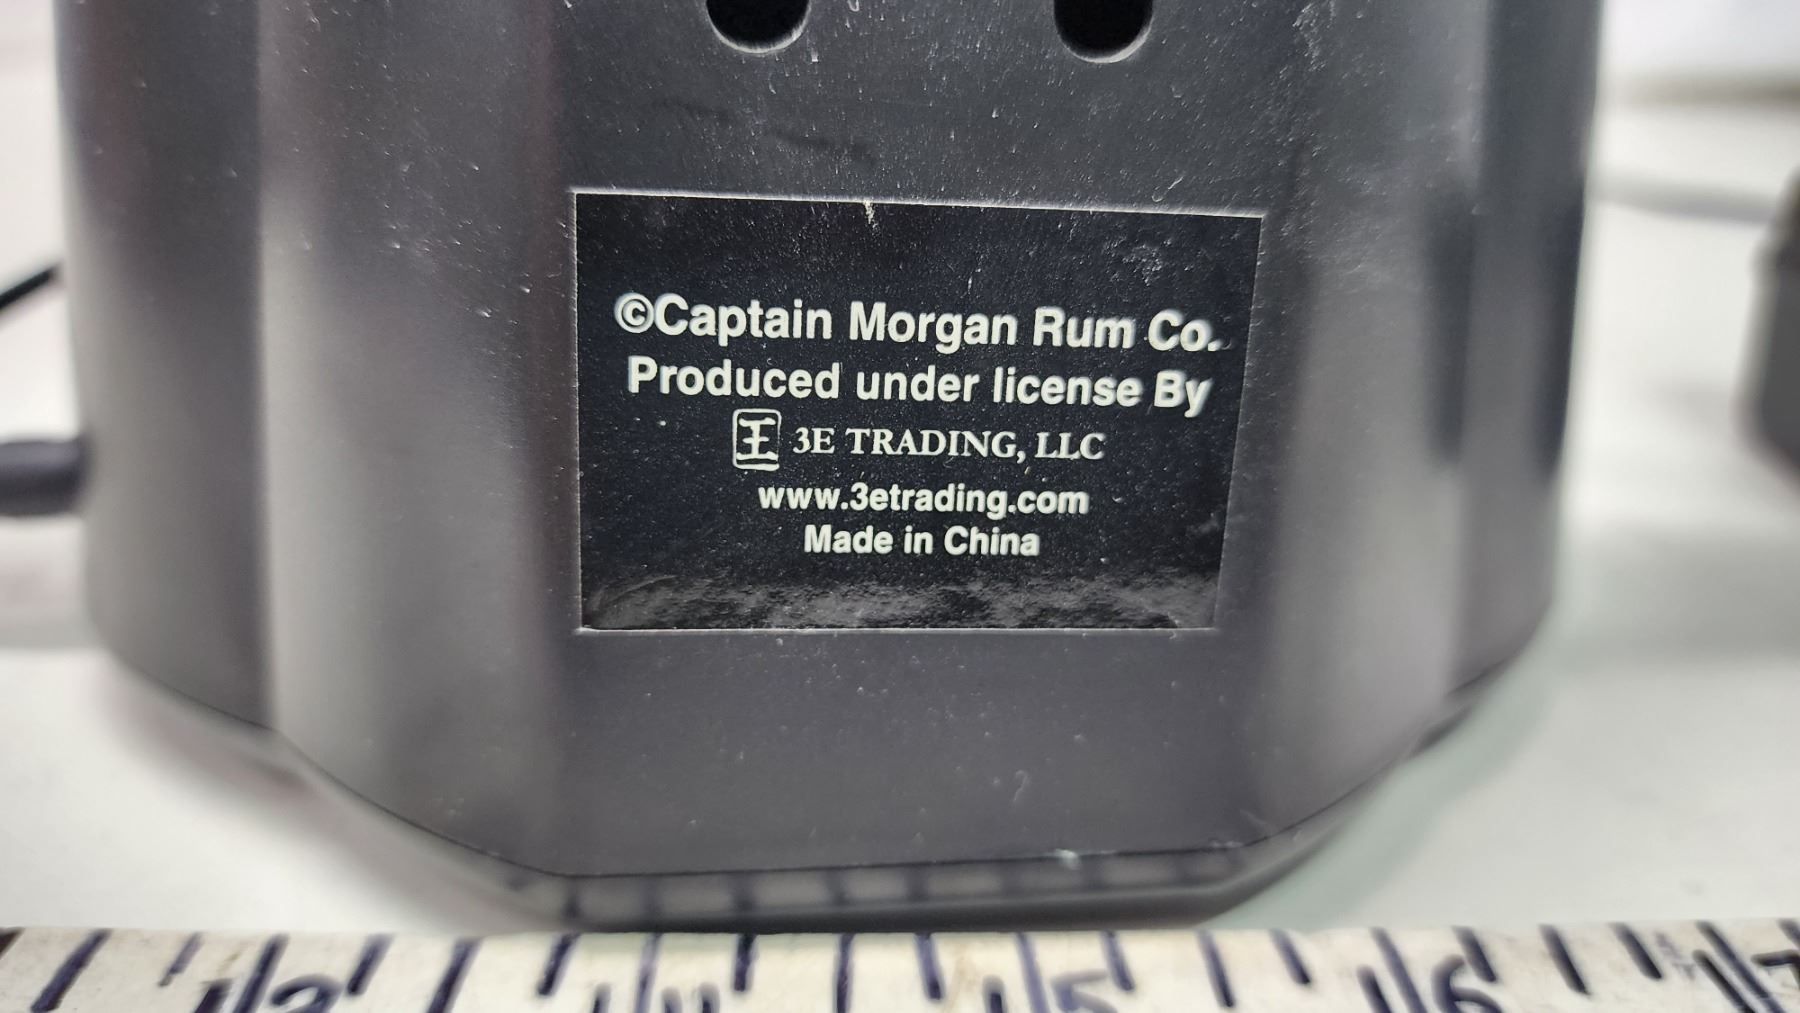 ©Captain Morgan Rum Co.
Produced under license By
3E TRADING, LLC
www.3etrading.com
Made in China